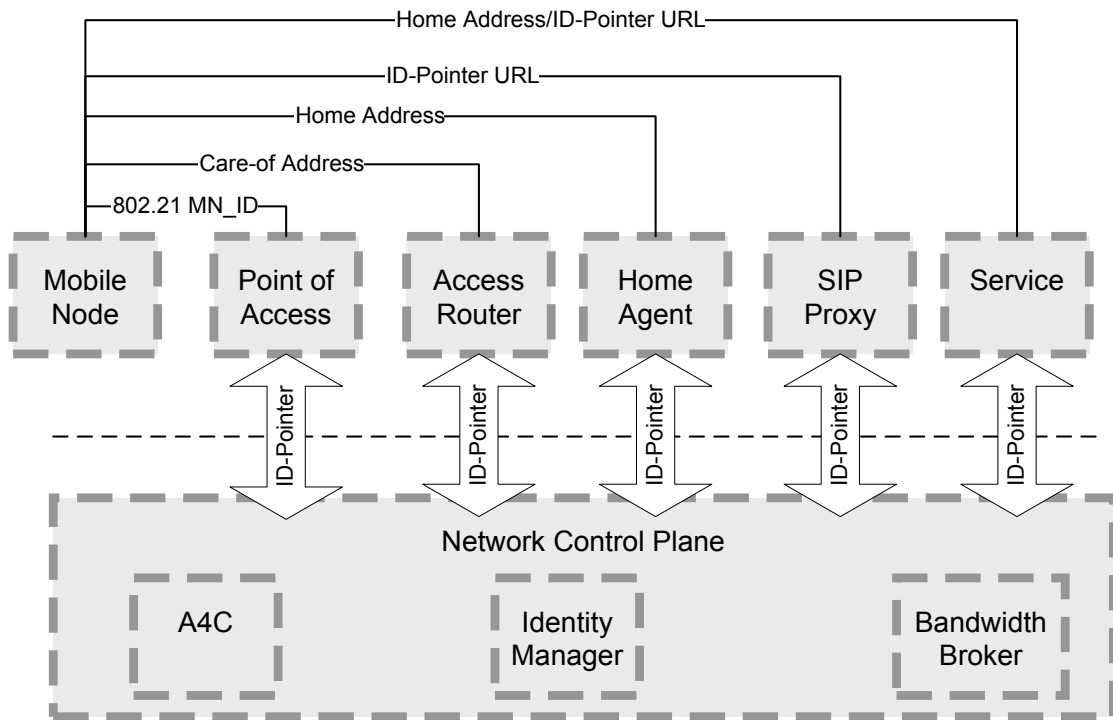 Home Address/ID-Pointer URL
ID-Pointer URL
Home Address
Care-of Address
802.21 MN_ID
Mobile
Node
Point of
Access
Access
Router
Home
Agent
SIP
Proxy
Service
ID-Pointer
ID-Pointer
ID-Pointer
ID-Pointer
ID-Pointer
Network Control Plane
A4C
Identity
Manager
Bandwidth
Broker